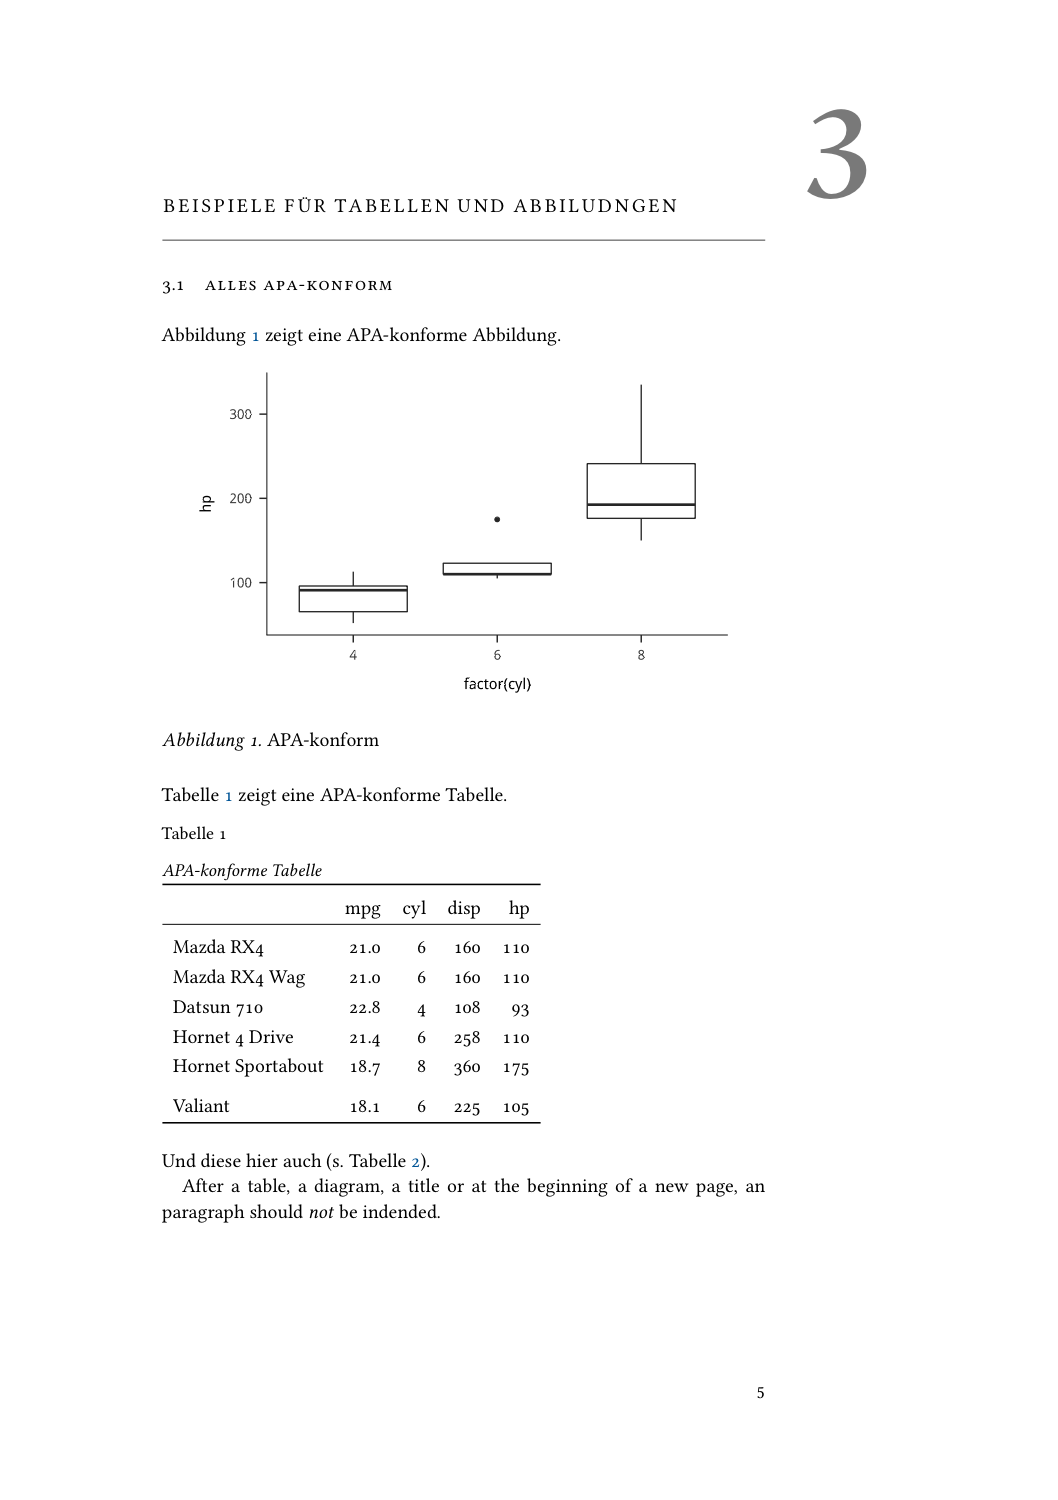 3
BEISPIELE FÜR TABELLEN UND ABBILUDNGEN
3.1 ALLES APA-KONFORM
Abbildung 1 zeigt eine APA-konforme Abbildung.
300
200
100
hp
4 6 8
factor(cyl)
Abbildung 1. APA-konform
Tabelle 1 zeigt eine APA-konforme Tabelle.
Tabelle 1
APA-konforme Tabelle
mpg cyl disp hp
Mazda RX4 21.0 6 160 110
Mazda RX4 Wag 21.0 6 160 110
Datsun 710 22.8 4 108 93
Hornet 4 Drive 21.4 6 258 110
Hornet Sportabout 18.7 8 360 175
Valiant 18.1 6 225 105
Und diese hier auch (s. Tabelle 2).
After a table, a diagram, a title or at the beginning of a new page, an
paragraph should not be indended.
5